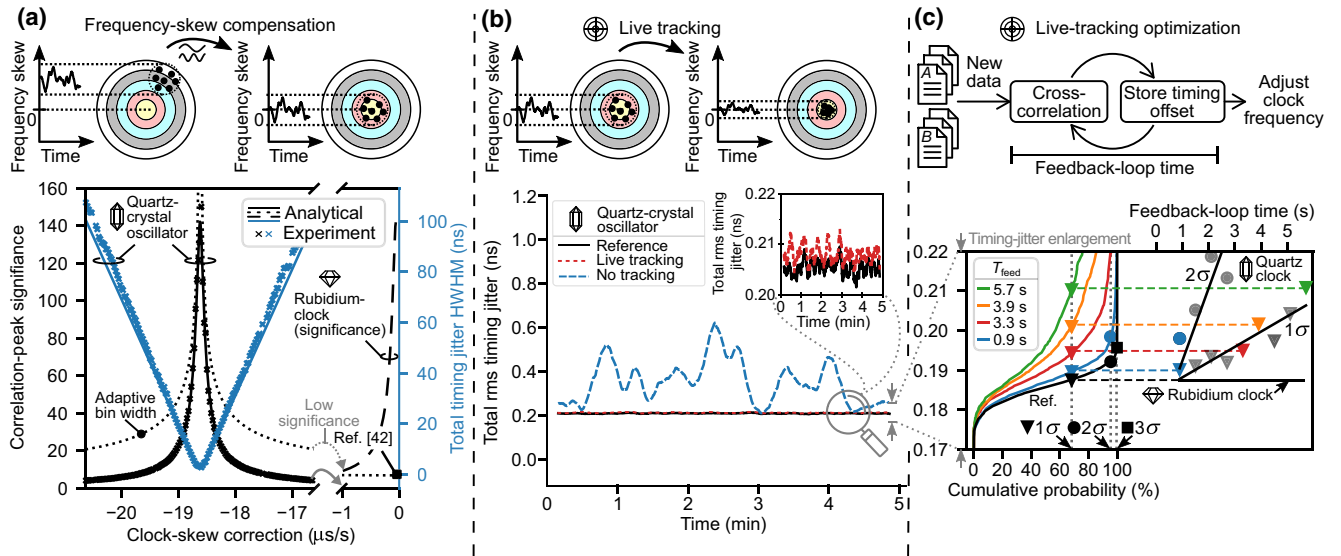 (a)
Frequency-skew compensation
Frequency skew
0
Time
Frequency skew
0
Time
Correlation-peak signifiance
160
140
120
100
80
60
40
20
0
Quartz-
crystal
oscillator
Analytical
Experiment
Rubidium-
clock
(significance)
Adaptive
bin width
Low
significance
Ref. [42]
100
80
60
40
20
0
Total timing jitter HWHM (ns)
−20
−19
−18
−17
−1
0
Clock-skew correction (µs/s)
(b)
Live tracking
Frequency skew
0
Time
Frequency skew
0
Time
Total rms timing jitter (ns)
1.2
1.0
0.8
0.6
0.4
0.2
0.0
Quartz-crystal
oscillator
Reference
Live tracking
No tracking
Total rms timing
jitter (ns)
0.22
0.21
0.20
0 1 2 3 4 5
Time (min)
0
1
2
3
4
5
Time (min)
(c)
Live-tracking optimization
A
B
New
data
Cross-
correlation
Store timing
offset
Adjust
clock
frequency
Feedback-loop time
Feedback-loop time (s)
0 1 2 3 4 5
Timing-jitter enlargement
0.22
0.21
0.20
0.19
0.18
0.17
T feed
5.7 s
3.9 s
3.3 s
0.9 s
2σ
Quartz
clock
1σ
Ref.
Rubidium clock
1σ
2σ
3σ
0 20 40 60 80 100
Cumulative probability (%)